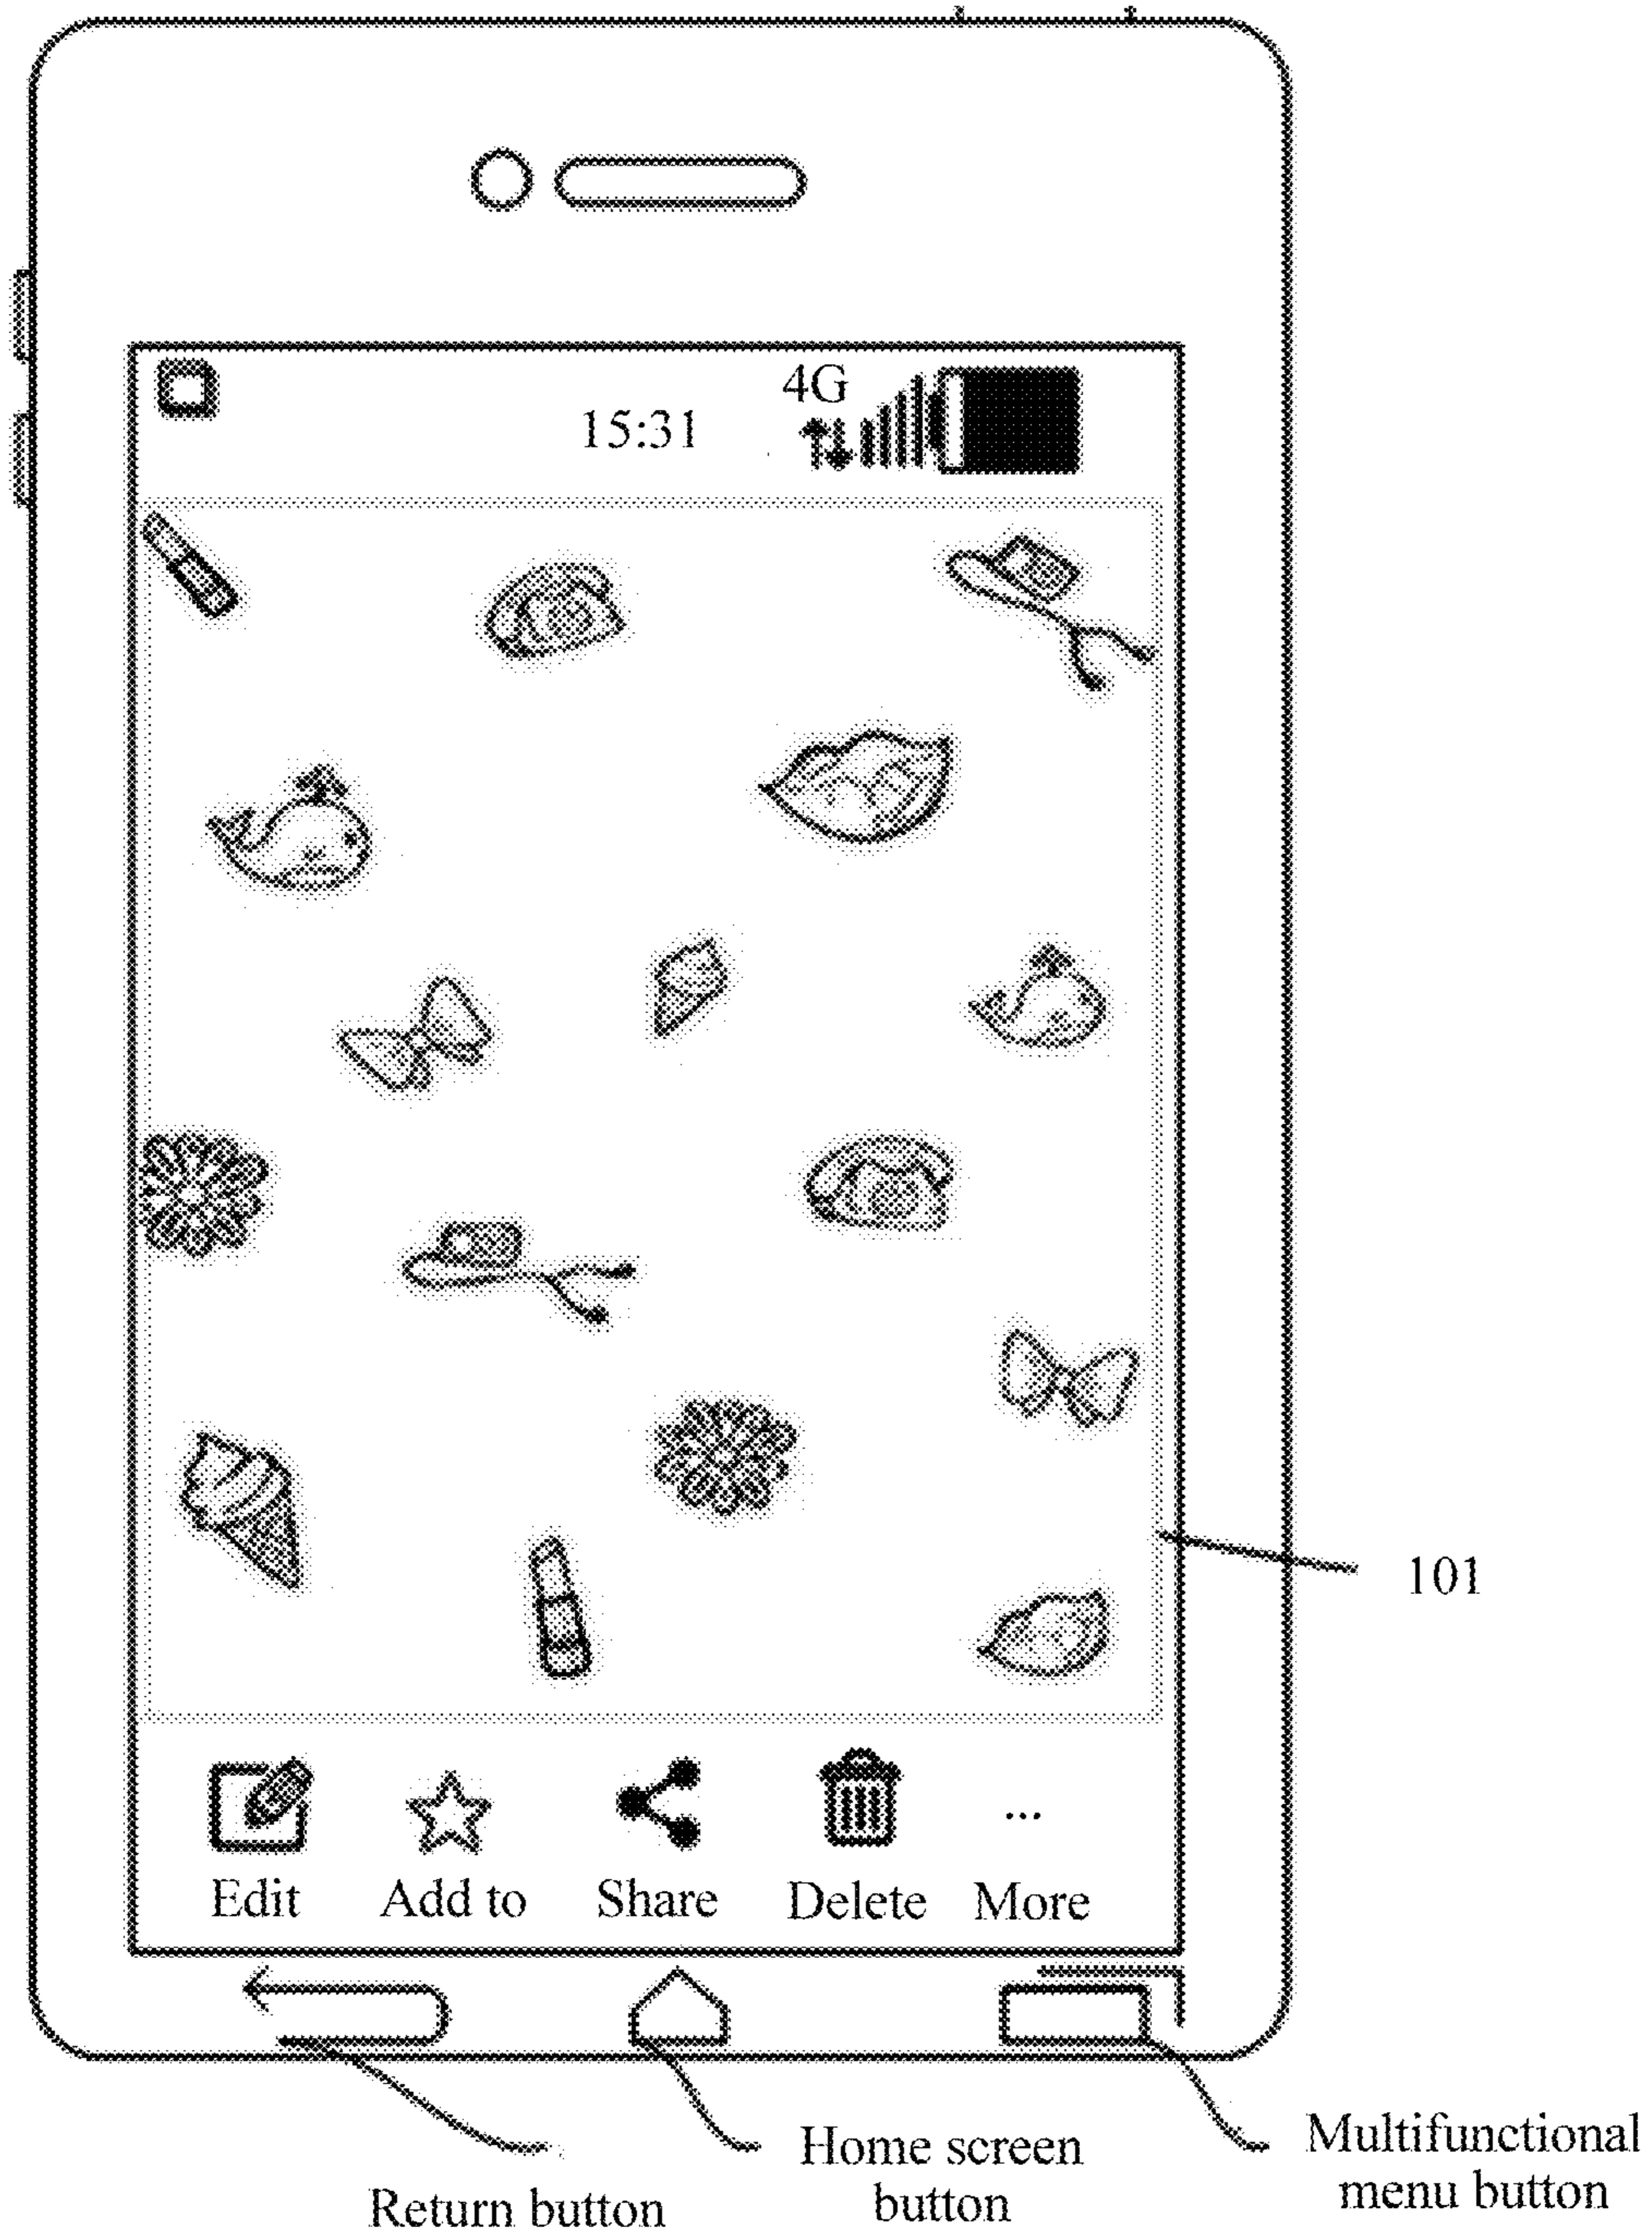 4G
15:31
101
Edit
Add to
Share
Delete
...
More
Return button
Home screen
button
Multifunctional
menu button